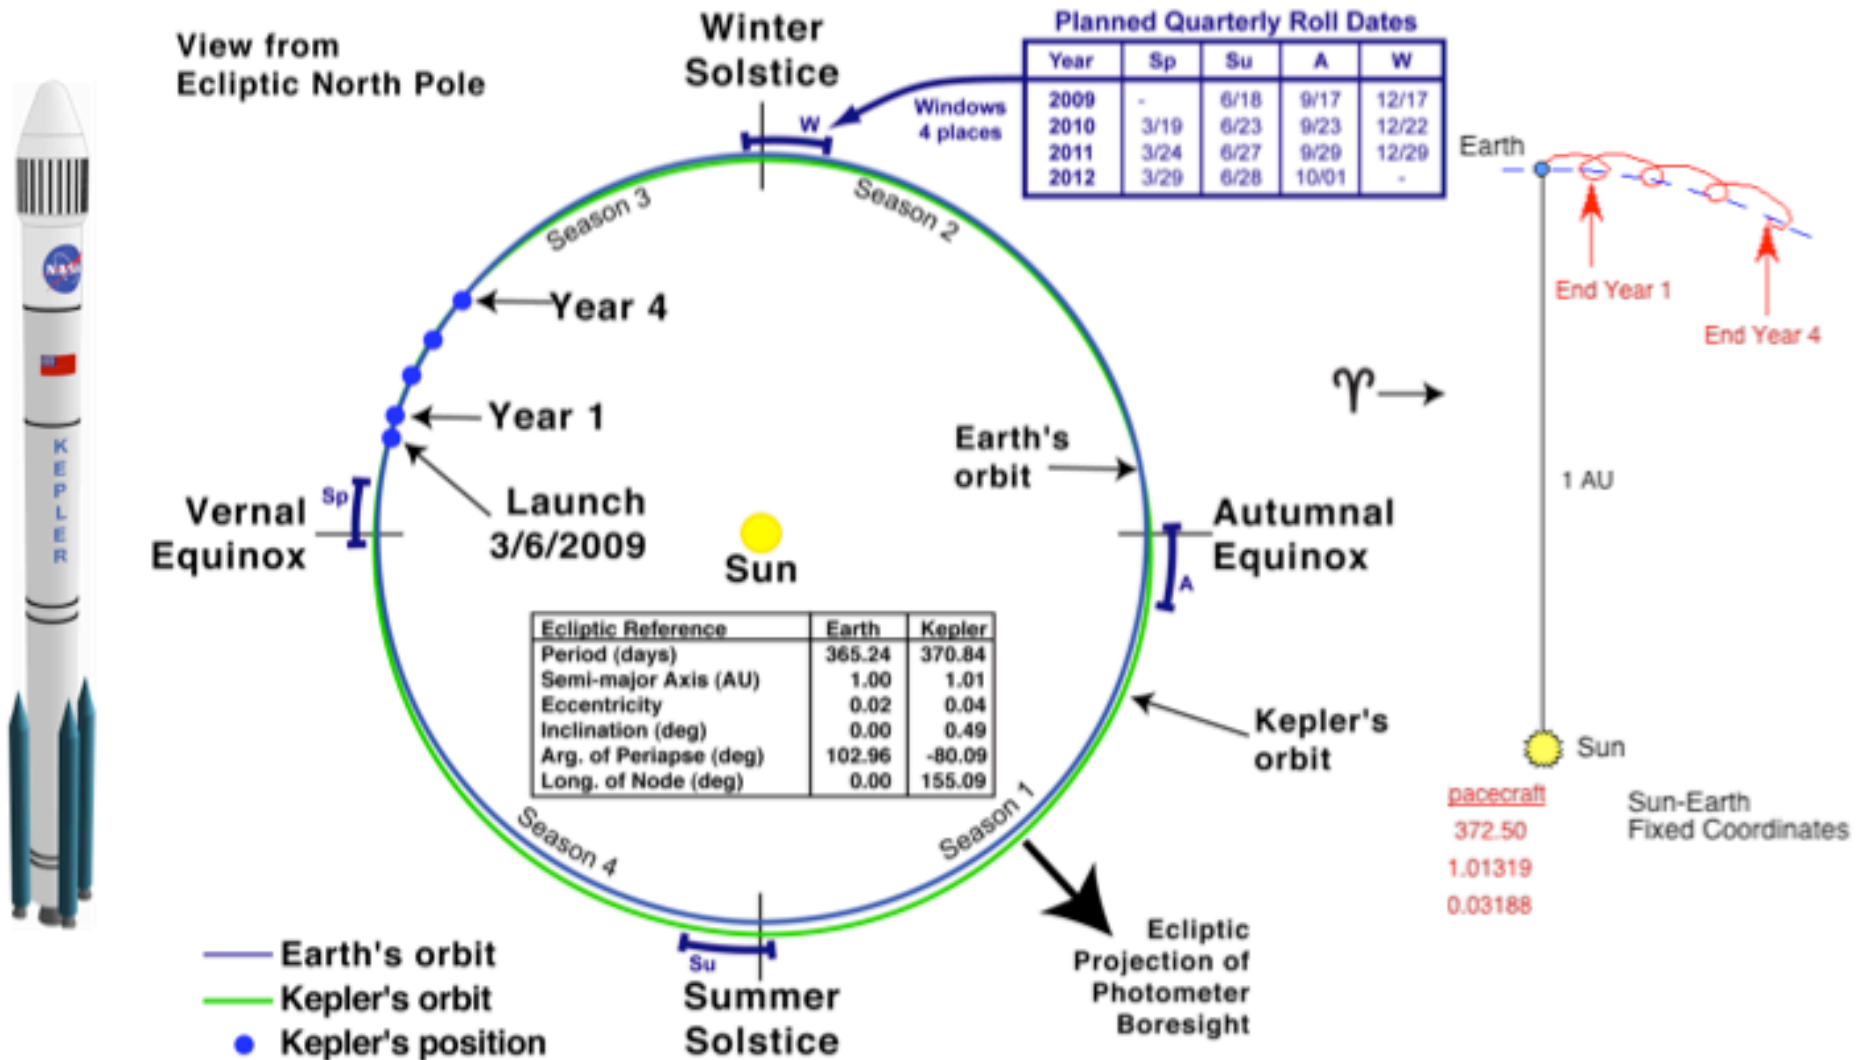 View from
Ecliptic North Pole
Winter
Solstice
Planned Quarterly Roll Dates
Year Sp Su A W
2009 - 6/18 9/17 12/17
2010 3/19 6/23 9/23 12/22
2011 3/24 6/27 9/29 12/29
2012 3/29 6/28 10/01 -
Windows
4 places
W
Season 3
Season 2
NASA
KEPLER
Year 4
Year 1
Launch
3/6/2009
Sp
Vernal
Equinox
Sun
Earth's
orbit
Autumnal
Equinox
A
Kepler's
orbit
Ecliptic Reference Earth Kepler
Period (days) 365.24 370.84
Semi-major Axis (AU) 1.00 1.01
Eccentricity 0.02 0.04
Inclination (deg) 0.00 0.49
Arg. of Periapse (deg) 102.96 -80.09
Long. of Node (deg) 0.00 155.09
Season 4
Season 1
Su
Summer
Solstice
Ecliptic
Projection of
Photometer
Boresight
Earth's orbit
Kepler's orbit
Kepler's position
Earth
End Year 1
End Year 4
♈
1 AU
Sun
pacecraft
372.50
1.01319
0.03188
Sun-Earth
Fixed Coordinates